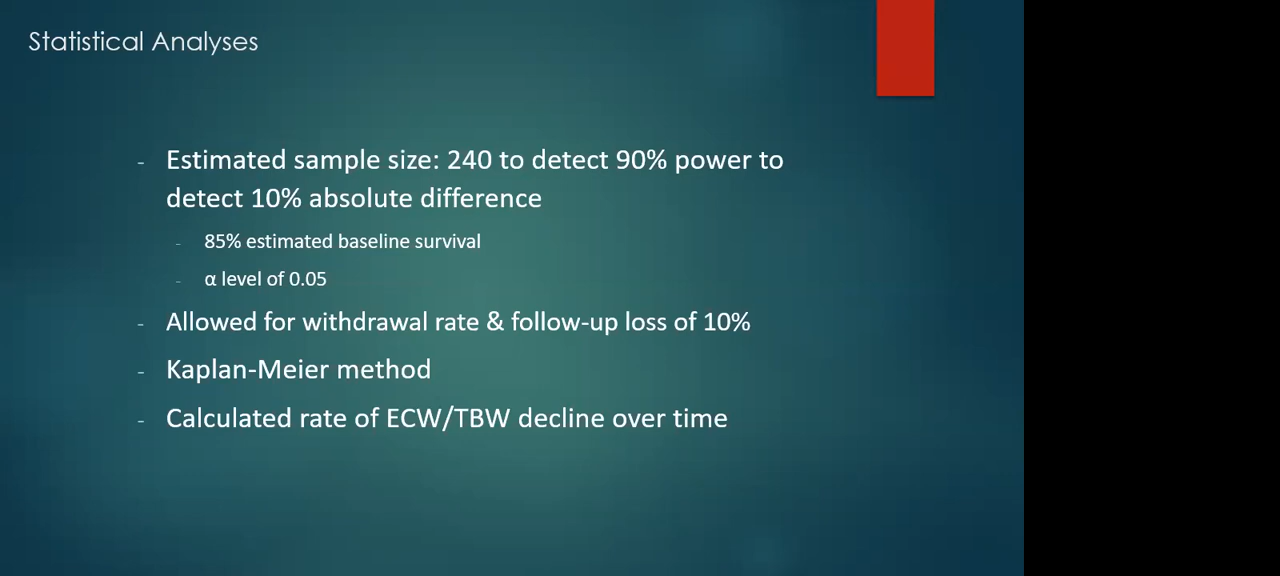 Statistical Analyses
- Estimated sample size: 240 to detect 90% power to
detect 10% absolute difference
- 85% estimated baseline survival
- α level of 0.05
- Allowed for withdrawal rate & follow-up loss of 10%
- Kaplan-Meier method
- Calculated rate of ECW/TBW decline over time